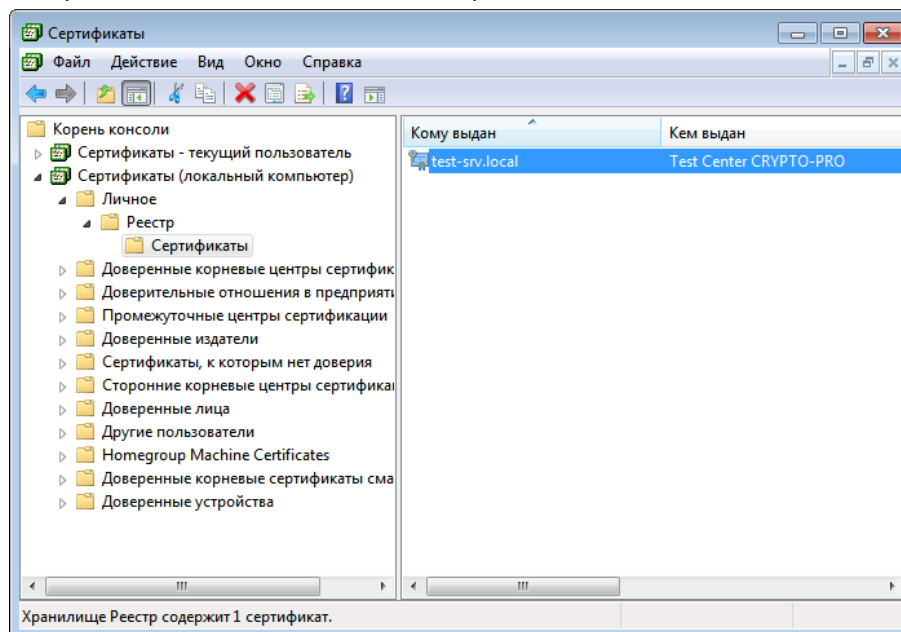 Сертификаты
Файл Действие Вид Окно Справка
Корень консоли
Сертификаты - текущий пользователь
Сертификаты (локальный компьютер)
Личное
Реестр
Сертификаты
Доверенные корневые центры сертифик
Доверительные отношения в предприяти
Промежуточные центры сертификации
Доверенные издатели
Сертификаты, к которым нет доверия
Сторонние корневые центры сертифика
Доверенные лица
Другие пользователи
Homegroup Machine Certificates
Доверенные корневые сертификаты сма
Доверенные устройства
Кому выдан Кем выдан
test-srv.local Test Center CRYPTO-PRO
Хранилище Реестр содержит 1 сертификат.